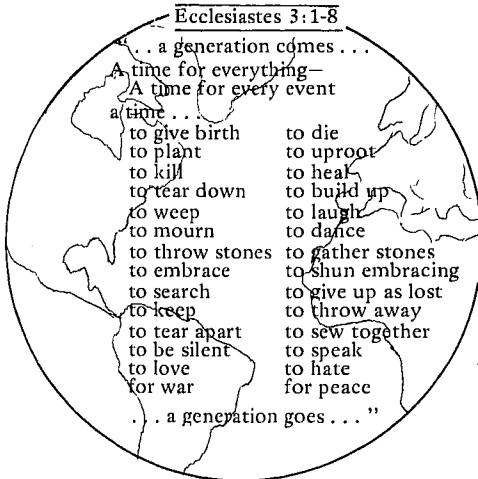 Ecclesiastes 3:1-8
“. . a generation comes . . .
A time for everything—
A time for every event
a time . . .
to give birth to die
to plant to uproot
to kill to heal
to tear down to build up
to weep to laugh
to mourn to dance
to throw stones to gather stones
to embrace to shun embracing
to search to give up as lost
to keep to throw away
to tear apart to sew together
to be silent to speak
to love to hate
for war for peace
. . . a generation goes . . . ”